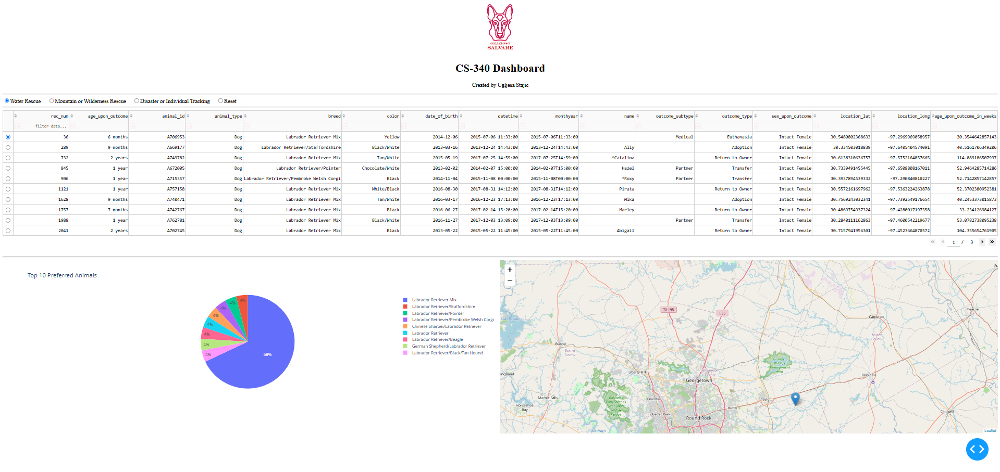 GRAZIOSO
SALVARE
CS-340 Dashboard
Created by Ugljesa Stajic
Water Rescue Mountain or Wilderness Rescue Disaster or Individual Tracking Reset
rec_num age_upon_outcome animal_id animal_type breed color date_of_birth datetime monthyear name outcome_subtype outcome_type sex_upon_outcome location_lat location_long age_upon_outcome_in_weeks
filter data...
36 6 months A706953 Dog Labrador Retriever Mix Yellow 2014-12-06 2015-07-06 11:33:00 2015-07-06T11:33:00 Medical Euthanasia Intact Female 30.5480802368633 -97.2969969058957 30.3544642857143
289 9 months A669177 Dog Labrador Retriever/Staffordshire Black/White 2013-03-16 2013-12-24 14:43:00 2013-12-24T14:43:00 Ally Adoption Intact Female 30.334503018839 -97.6405404574091 40.5161706349206
732 2 years A749782 Dog Labrador Retriever Mix Tan/White 2015-05-19 2017-07-25 14:59:00 2017-07-25T14:59:00 *Catalina Return to Owner Intact Female 30.6138310636757 -97.5752164857665 114.089186507937
845 1 year A672005 Dog Labrador Retriever/Pointer Chocolate/White 2013-02-02 2014-02-07 15:00:00 2014-02-07T15:00:00 Hazel Partner Transfer Intact Female 30.7339491455445 -97.6508808167011 52.9464285714286
906 1 year A715357 Dog Labrador Retriever/Pembroke Welsh Corgi Black 2014-11-04 2015-11-08 00:00:00 2015-11-08T00:00:00 *Roxy Partner Transfer Intact Female 30.3937894539332 -97.290840810227 52.7142857142857
1121 1 year A757158 Dog Labrador Retriever Mix White/Black 2016-08-30 2017-08-31 14:12:00 2017-08-31T14:12:00 Pirata Return to Owner Intact Female 30.5572161697962 -97.5363224263878 52.3702380952381
1628 9 months A740471 Dog Labrador Retriever Mix Tan/White 2016-03-17 2016-12-23 17:13:00 2016-12-23T17:13:00 Mika Adoption Intact Female 30.7569243032341 -97.7392549176654 40.2453373015873
1757 7 months A742767 Dog Labrador Retriever Mix Black 2016-06-27 2017-02-14 15:20:00 2017-02-14T15:20:00 Marley Return to Owner Intact Female 30.4869754937324 -97.4280017197358 33.234126984127
1988 1 year A762781 Dog Labrador Retriever Mix Black/White 2016-11-27 2017-12-03 13:09:00 2017-12-03T13:09:00 Partner Transfer Intact Female 30.2840111162863 -97.4600542219677 53.0782738095238
2041 2 years A702745 Dog Labrador Retriever Mix Black 2013-05-22 2015-05-22 11:45:00 2015-05-22T11:45:00 Abigail Return to Owner Intact Female 30.7157941956301 -97.4523664870572 104.355654761905
« ‹ 1 / 3 › »
Top 10 Preferred Animals
4%
4%
4%
4%
4%
4%
4%
4%
68%
Labrador Retriever Mix
Labrador Retriever/Staffordshire
Labrador Retriever/Pointer
Labrador Retriever/Pembroke Welsh Corgi
Chinese Sharpei/Labrador Retriever
Labrador Retriever
Labrador Retriever/Beagle
German Shepherd/Labrador Retriever
Labrador Retriever/Black/Tan Hound
+
−
Fr
TX 195
I 35
Hearne
Lake Buchanan
Cameron
Milam
County
Burnet
Burnet
County
Granger
Wildlife
Management
Area
ingsland
Liberty Hill
Williamson
County
Rockdale
Georgetown
Marble Falls
Leander
Balcones
Canyonlands
National
Wildlife
Refuge
Taylor
Horseshoe
Bay
Hutto
Caldwell
Cedar Park
Round Rock
Lake Travis
Leaflet